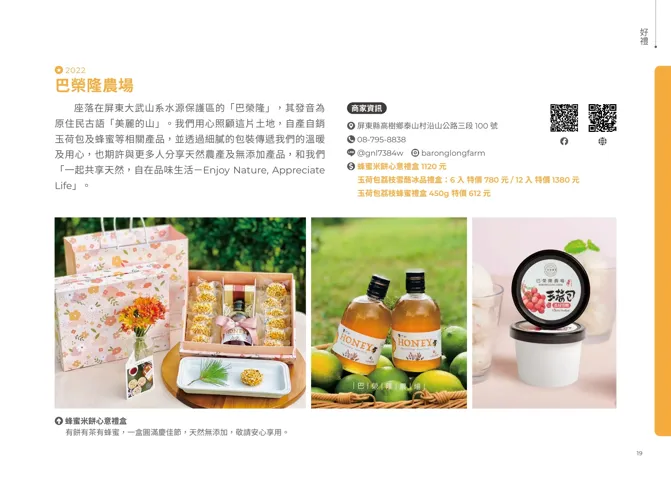 好禮
2022
巴榮隆農場
座落在屏東大武山系水源保護區的「巴榮隆」，其發音為
原住民古語「美麗的山」。我們用心照顧這片土地，自產自銷
玉荷包及蜂蜜等相關產品，並透過細膩的包裝傳遞我們的溫暖
及用心，也期許與更多人分享天然農產及無添加產品，和我們
「一起共享天然，自在品味生活－Enjoy Nature, Appreciate
Life」。
商家資訊
屏東縣高樹鄉泰山村沿山公路三段 100 號
08-795-8838
@gnl7384w baronglongfarm
蜂蜜米餅心意禮盒 1120 元
玉荷包荔枝雪酪冰品禮盒：6 入 特價 780 元 / 12 入 特價 1380 元
玉荷包荔枝蜂蜜禮盒 450g 特價 612 元
HONEY
HONEY
巴榮隆農場
巴榮隆農場
玉荷包
蜂蜜米餅心意禮盒
有餅有茶有蜂蜜，一盒圓滿慶佳節，天然無添加，敬請安心享用。
19